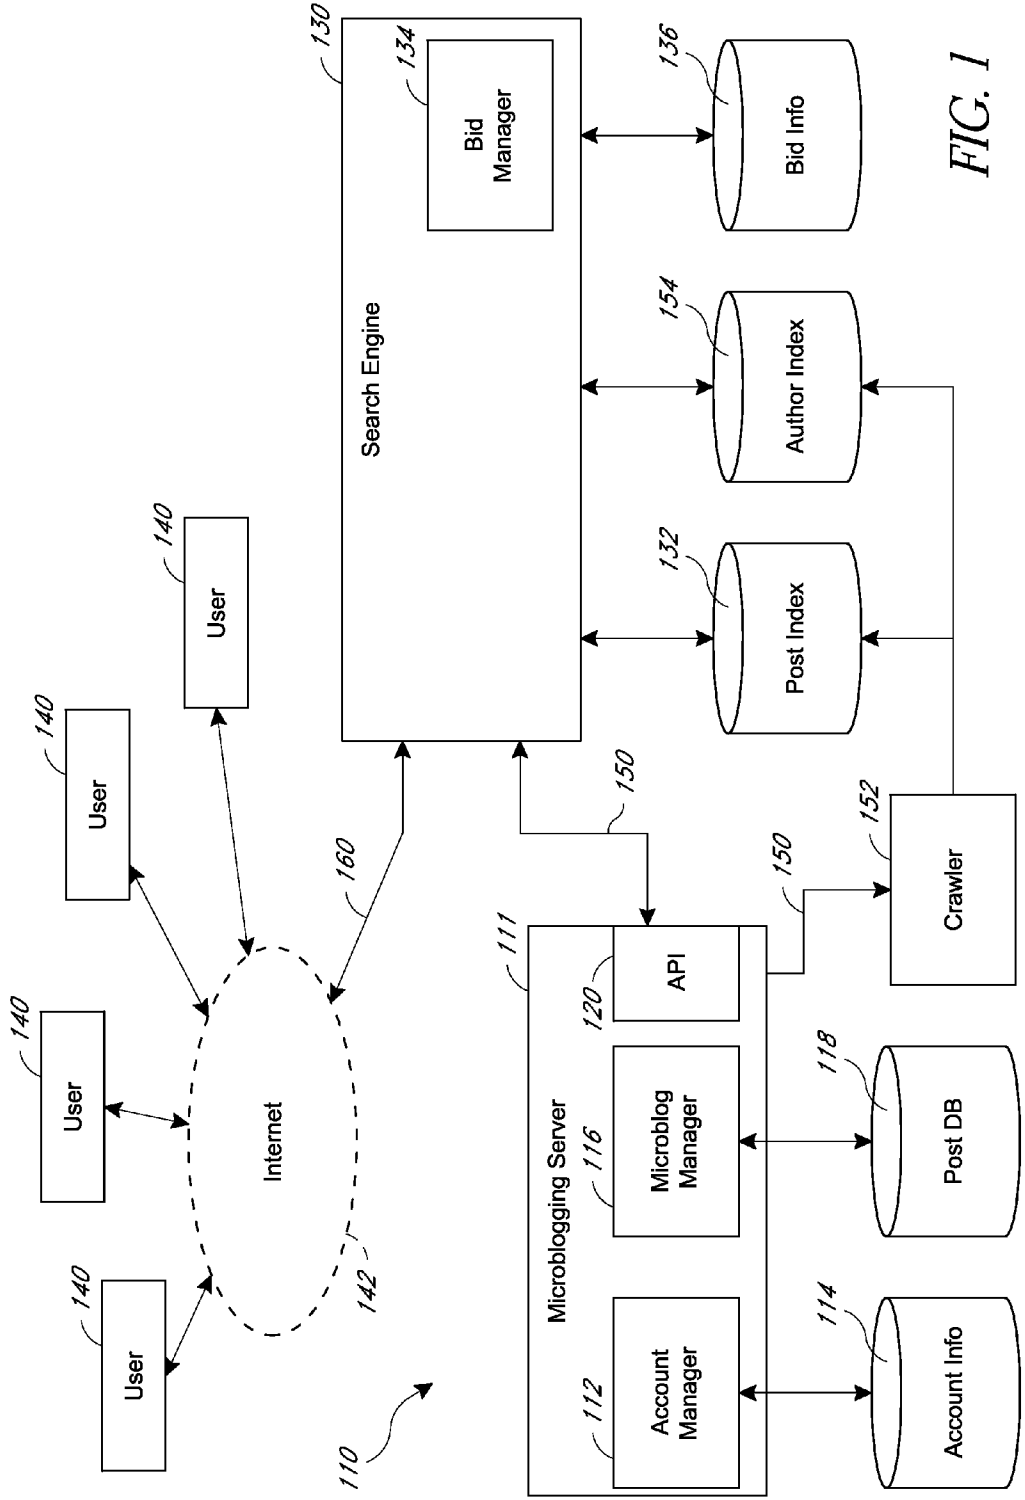 110
User
140
User
140
User
140
User
140
Internet
142
160
Search Engine
130
Bid
Manager
134
150
Microblogging Server
111
Account
Manager
112
Microblog
Manager
116
API
120
150
Post Index
132
Author Index
154
Bid Info
136
Account Info
114
Post DB
118
Crawler
152
FIG. 1